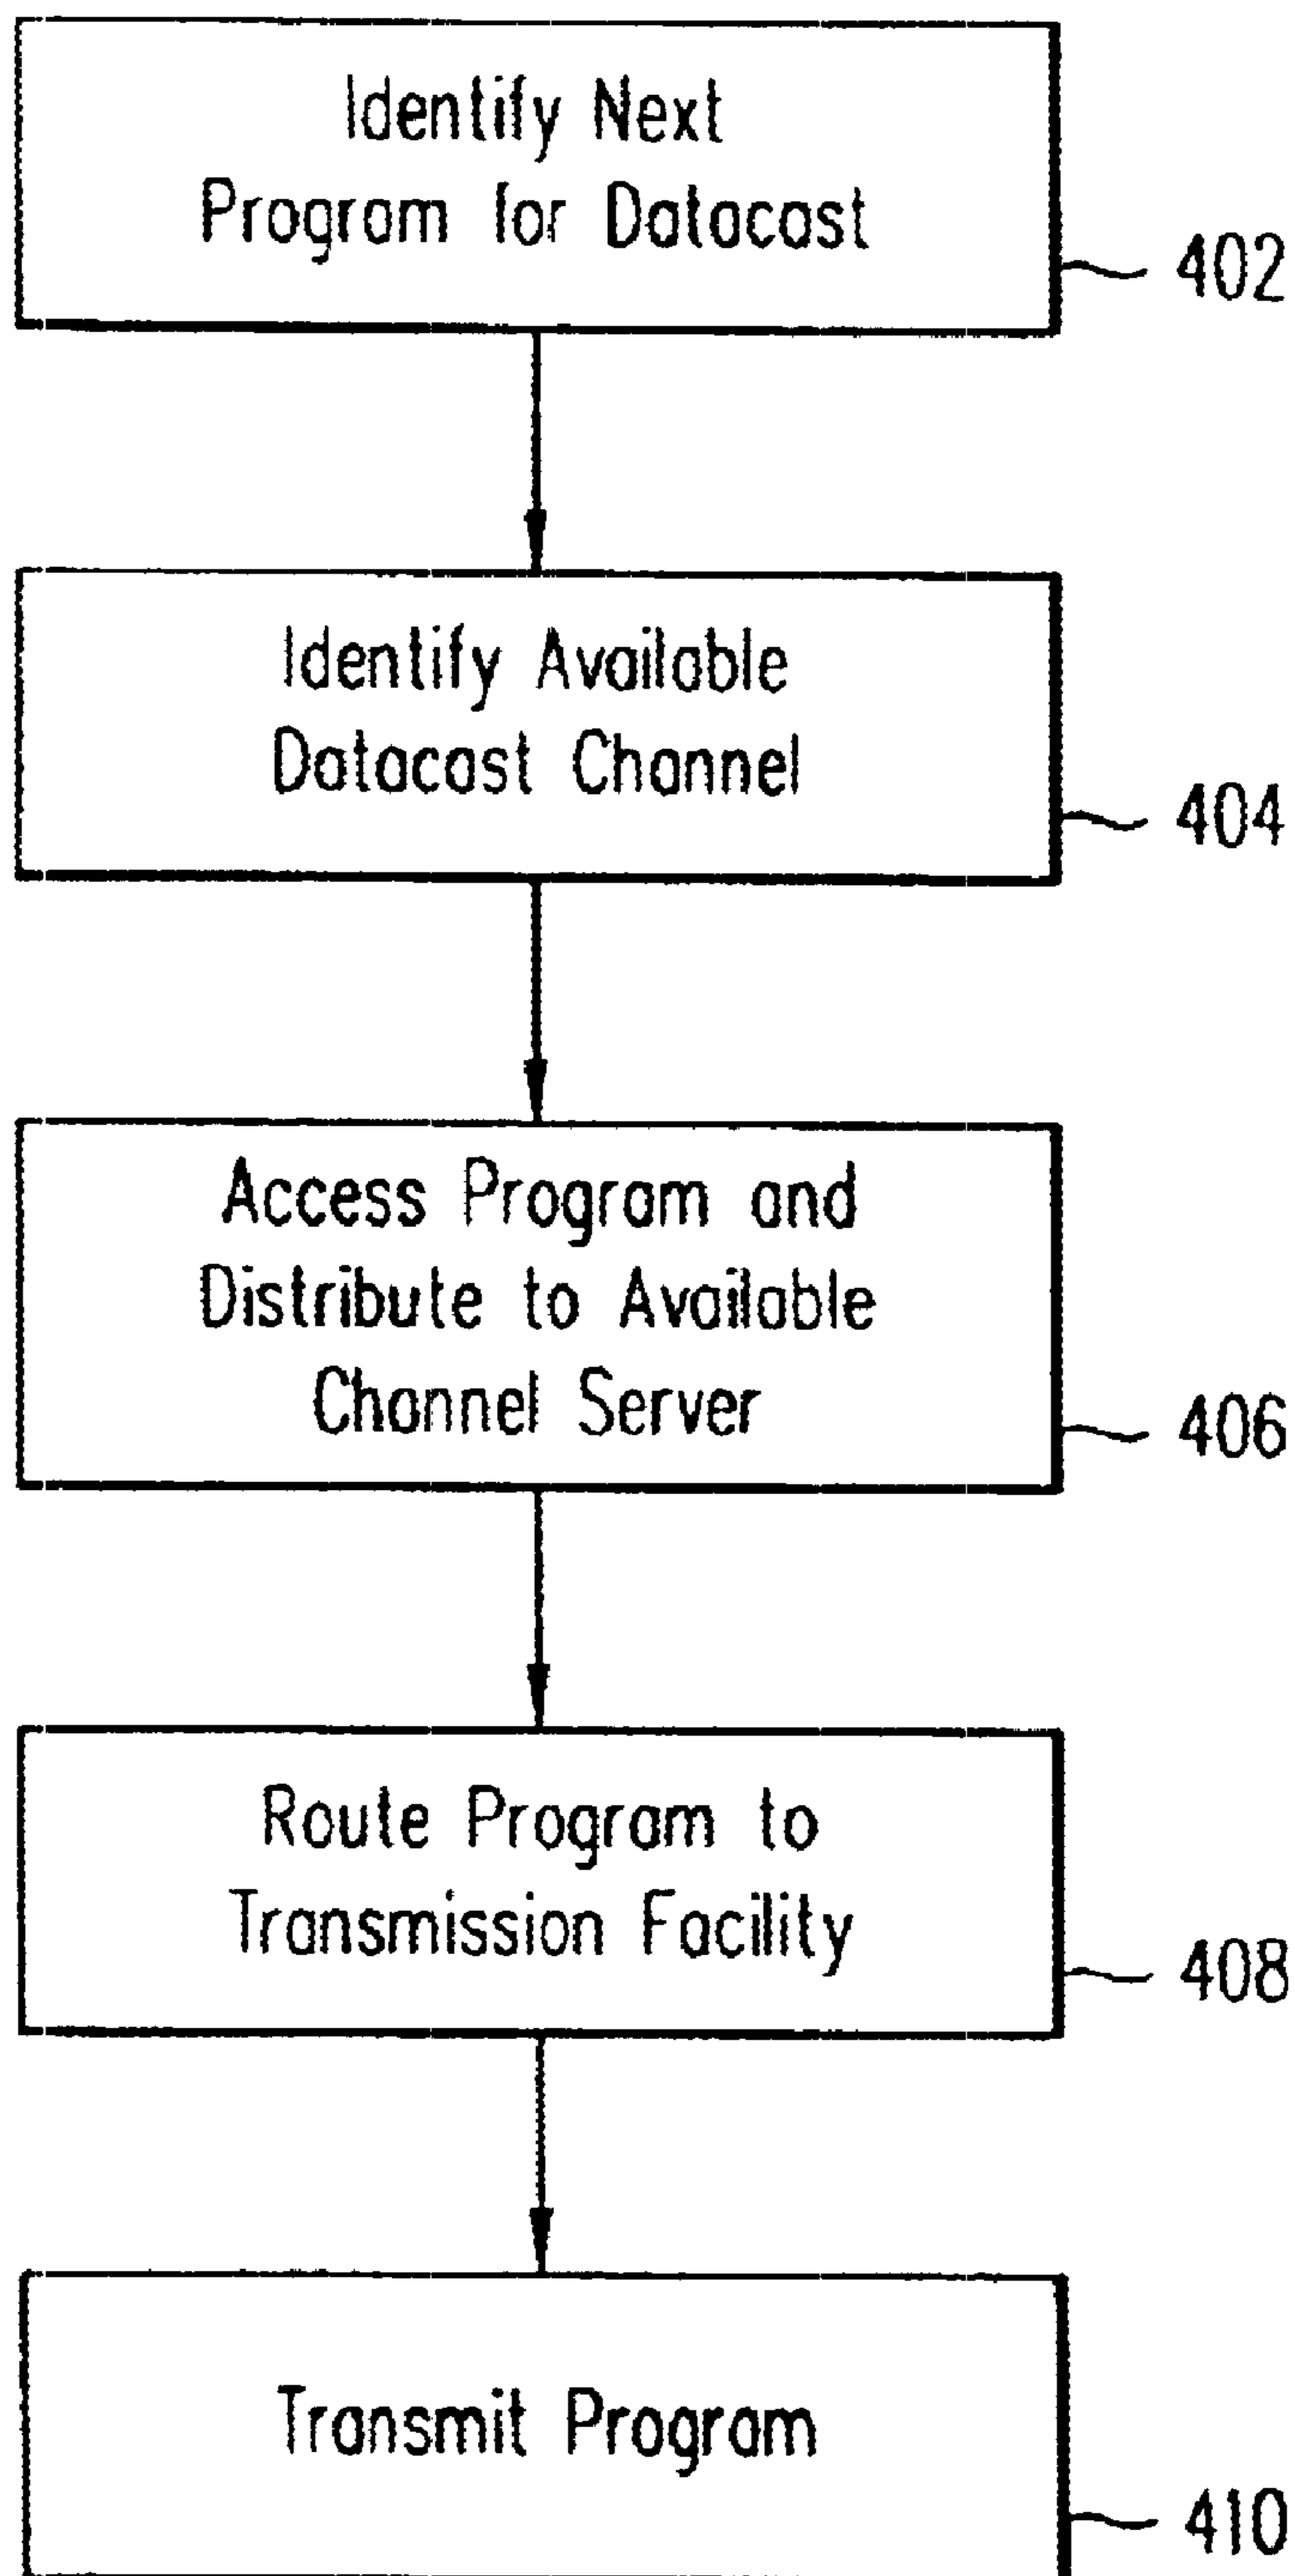 Identify Next
Program for Datacast
402
Identify Available
Datacast Channel
404
Access Program and
Distribute to Available
Channel Server
406
Route Program to
Transmission Facility
408
Transmit Program
410